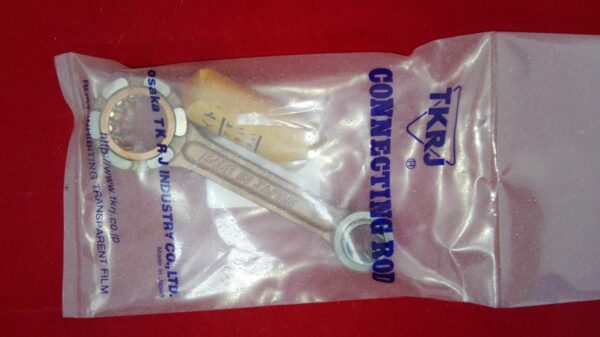 TKRJ
®
CONNECTING ROD
MADE IN JAPAN
osaka T K R J INDUSTRY CO., LTD.
Made in Japan
http://www.tkrj.co.jp
RUST INHIBITING TRANSPARENT FILM